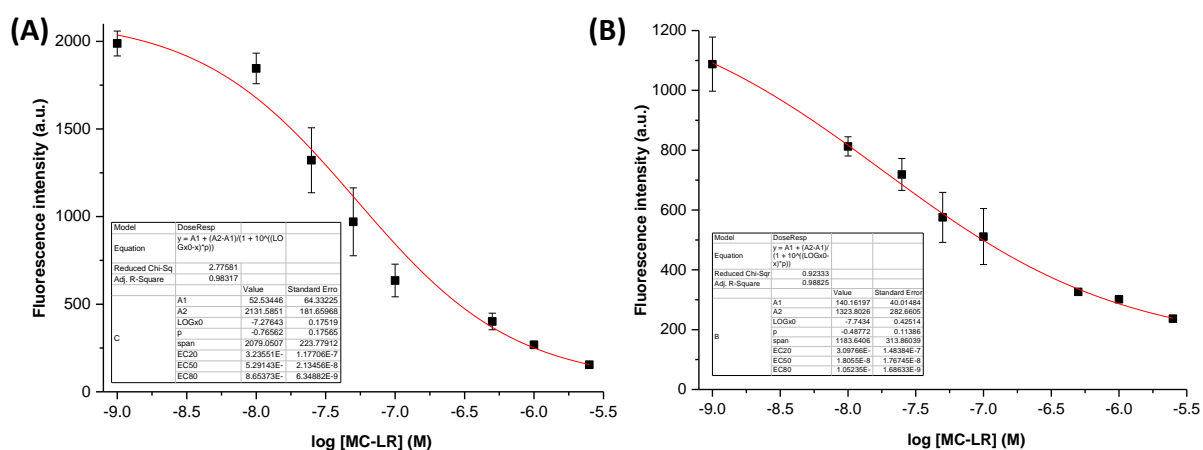 (A)
2000
1500
1000
500
0
Fluorescence intensity (a.u.)
Model DoseResp
Equation y = A1 + (A2-A1)/(1 + 10^((LO
Gx0-x)*p))
Reduced Chi-Sq 2.77581
Adj. R-Square 0.98317
Value Standard Erro
C
A1 52.53446 64.33225
A2 2131.5851 181.65968
LOGx0 -7.27643 0.17519
p -0.76562 0.17565
span 2079.0507 223.77912
EC20 3.23551E- 1.17706E-7
EC50 5.29143E- 2.13456E-8
EC80 8.65373E- 6.34882E-9
-9.0 -8.5 -8.0 -7.5 -7.0 -6.5 -6.0 -5.5
log [MC-LR] (M)
(B)
1200
1000
800
600
400
200
0
Fluorescence intensity (a.u.)
Model DoseResp
Equation y = A1 + (A2-A1)/
(1 + 10^((LOGx0-
x)*p))
Reduced Chi-Sqr 0.92333
Adj. R-Square 0.98825
Value Standard Error
B
A1 140.16197 40.01484
A2 1323.8026 282.6605
LOGx0 -7.7434 0.42514
p -0.48772 0.11386
span 1183.6406 313.86039
EC20 3.09766E- 1.48384E-7
EC50 1.8055E-8 1.76745E-8
EC80 1.05235E- 1.68633E-9
-9.0 -8.5 -8.0 -7.5 -7.0 -6.5 -6.0 -5.5
log [MC-LR] (M)